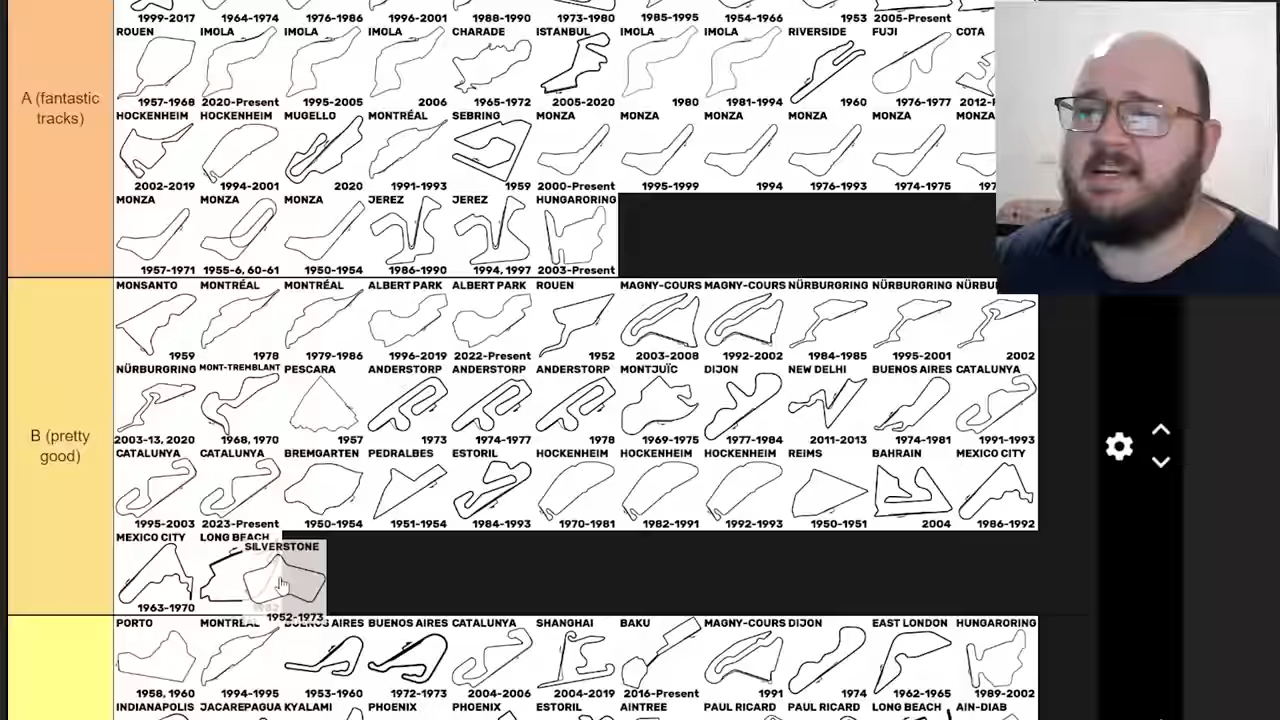 1999-2017 1964-1974 1976-1986 1996-2001 1988-1990 1973-1980 1985-1995 1954-1966 1953 2005-Present
ROUEN IMOLA IMOLA IMOLA CHARADE ISTANBUL IMOLA IMOLA RIVERSIDE FUJI COTA
A (fantastic
tracks)
1957-1968 2020-Present 1995-2005 2006 1965-1972 2005-2020 1980 1981-1994 1960 1976-1977 2012-
HOCKENHEIM HOCKENHEIM MUGELLO MONTRÉAL SEBRING MONZA MONZA MONZA MONZA MONZA MONZA
2002-2019 1994-2001 2020 1991-1993 1959 2000-Present 1995-1999 1994 1976-1993 1974-1975 197
MONZA MONZA MONZA JEREZ JEREZ HUNGARORING
1957-1971 1955-6, 60-61 1950-1954 1986-1990 1994, 1997 2003-Present
MONSANTO MONTRÉAL MONTRÉAL ALBERT PARK ALBERT PARK ROUEN MAGNY-COURS MAGNY-COURS NÜRBURGRING NÜRBURGRING NÜRBU
1959 1978 1979-1986 1996-2019 2022-Present 1952 2003-2008 1992-2002 1984-1985 1995-2001 2002
NÜRBURGRING MONT-TREMBLANT PESCARA ANDERSTORP ANDERSTORP ANDERSTORP MONTJUÏC DIJON NEW DELHI BUENOS AIRES CATALUNYA
B (pretty
good)
2003-13, 2020 1968, 1970 1957 1973 1974-1977 1978 1969-1975 1977-1984 2011-2013 1974-1981 1991-1993
CATALUNYA CATALUNYA BREMGARTEN PEDRALBES ESTORIL HOCKENHEIM HOCKENHEIM HOCKENHEIM REIMS BAHRAIN MEXICO CITY
1995-2003 2023-Present 1950-1954 1951-1954 1984-1993 1970-1981 1982-1991 1992-1993 1950-1951 2004 1986-1992
MEXICO CITY LONG BEACH
SILVERSTONE
1963-1970 1982
1952-1973
PORTO MONTRÉAL BUENOS AIRES BUENOS AIRES CATALUNYA SHANGHAI BAKU MAGNY-COURS DIJON EAST LONDON HUNGARORING
1958, 1960 1994-1995 1953-1960 1972-1973 2004-2006 2004-2019 2016-Present 1991 1974 1962-1965 1989-2002
INDIANAPOLIS JACAREPAGUA KYALAMI PHOENIX PHOENIX ESTORIL AINTREE PAUL RICARD PAUL RICARD LONG BEACH AIN-DIAB